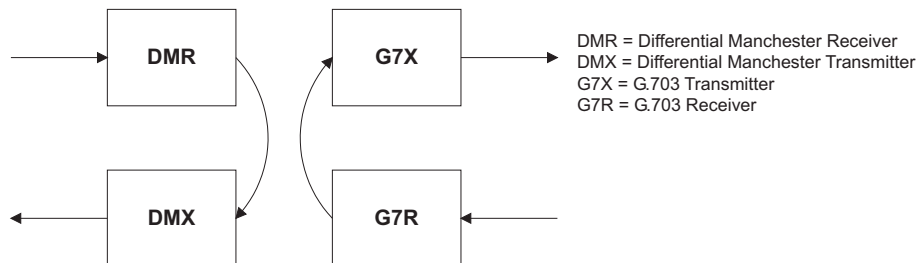 DMR
G7X
DMR = Differential Manchester Receiver
DMX = Differential Manchester Transmitter
G7X = G.703 Transmitter
G7R = G.703 Receiver
DMX
G7R